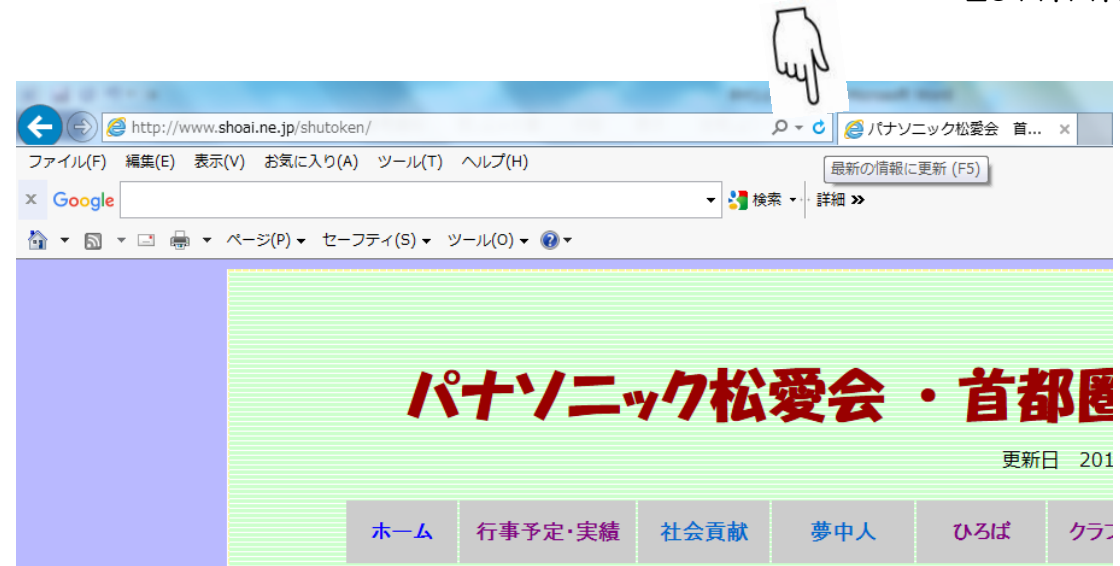 http://www.shoai.ne.jp/shutoken/
パナソニック松愛会 首...
ファイル(F) 編集(E) 表示(V) お気に入り(A) ツール(T) ヘルプ(H)
最新の情報に更新 (F5)
x Google 検索 詳細 »
ページ(P) セーフティ(S) ツール(O)
パナソニック松愛会・首都圏
更新日 201
ホーム 行事予定・実績 社会貢献 夢中人 ひろば クラブ